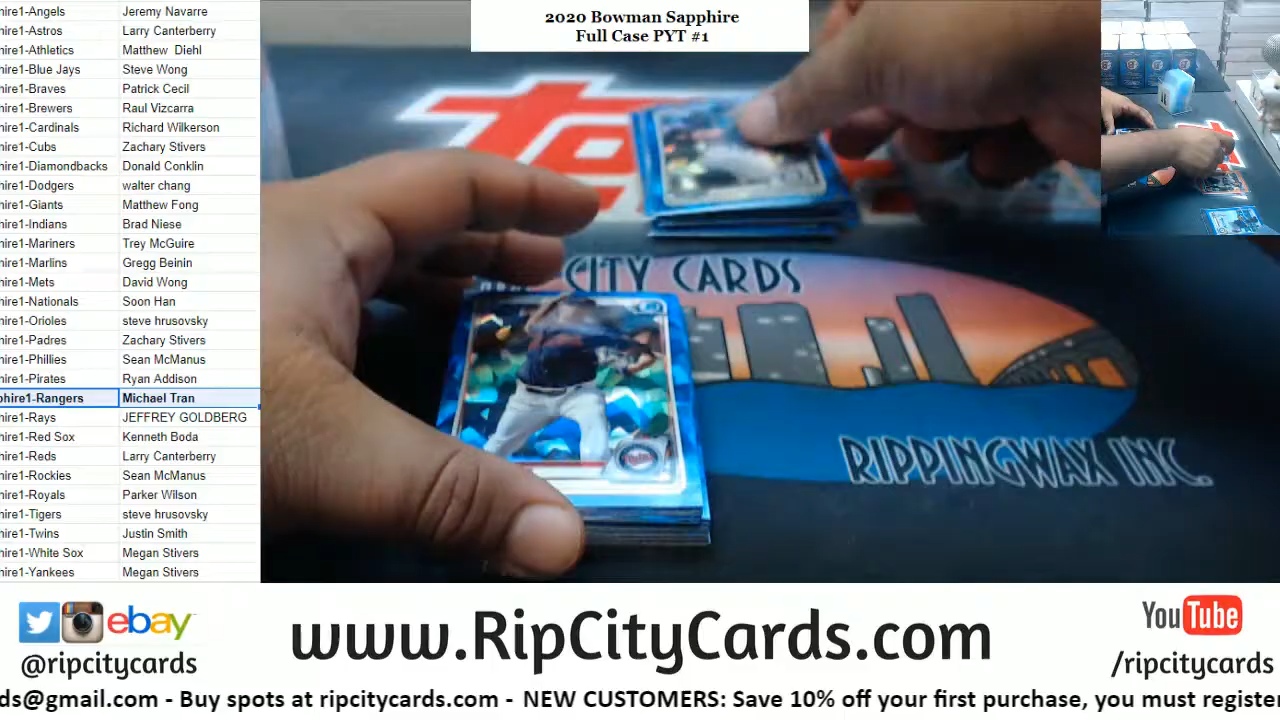 2020 Bowman Sapphire
Full Case PYT #1
hire1-Angels Jeremy Navarre
hire1-Astros Larry Canterberry
hire1-Athletics Matthew Diehl
hire1-Blue Jays Steve Wong
hire1-Braves Patrick Cecil
hire1-Brewers Raul Vizcarra
hire1-Cardinals Richard Wilkerson
hire1-Cubs Zachary Stivers
hire1-Diamondbacks Donald Conklin
hire1-Dodgers walter chang
hire1-Giants Matthew Fong
hire1-Indians Brad Niese
hire1-Mariners Trey McGuire
hire1-Marlins Gregg Beinin
hire1-Mets David Wong
hire1-Nationals Soon Han
hire1-Orioles steve hrusovsky
hire1-Padres Zachary Stivers
hire1-Phillies Sean McManus
hire1-Pirates Ryan Addison
phire1-Rangers Michael Tran
hire1-Rays JEFFREY GOLDBERG
hire1-Red Sox Kenneth Boda
hire1-Reds Larry Canterberry
hire1-Rockies Sean McManus
hire1-Royals Parker Wilson
hire1-Tigers steve hrusovsky
hire1-Twins Justin Smith
hire1-White Sox Megan Stivers
hire1-Yankees Megan Stivers
CITY CARDS
RIPPINGWAX INC.
Twins
ebay
@ripcitycards
www.RipCityCards.com
YouTube
/ripcitycards
ds@gmail.com - Buy spots at ripcitycards.com - NEW CUSTOMERS: Save 10% off your first purchase, you must register